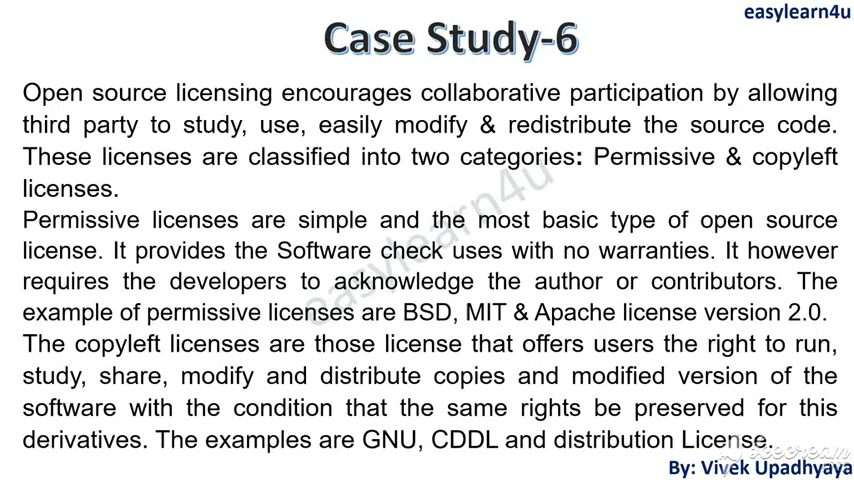 easylearn4u
Case Study-6
Open source licensing encourages collaborative participation by allowing
third party to study, use, easily modify & redistribute the source code.
These licenses are classified into two categories: Permissive & copyleft
licenses.
Permissive licenses are simple and the most basic type of open source
license. It provides the Software check uses with no warranties. It however
requires the developers to acknowledge the author or contributors. The
example of permissive licenses are BSD, MIT & Apache license version 2.0.
The copyleft licenses are those license that offers users the right to run,
study, share, modify and distribute copies and modified version of the
software with the condition that the same rights be preserved for this
derivatives. The examples are GNU, CDDL and distribution License.
easylearn4u
By: Vivek Upadhyaya